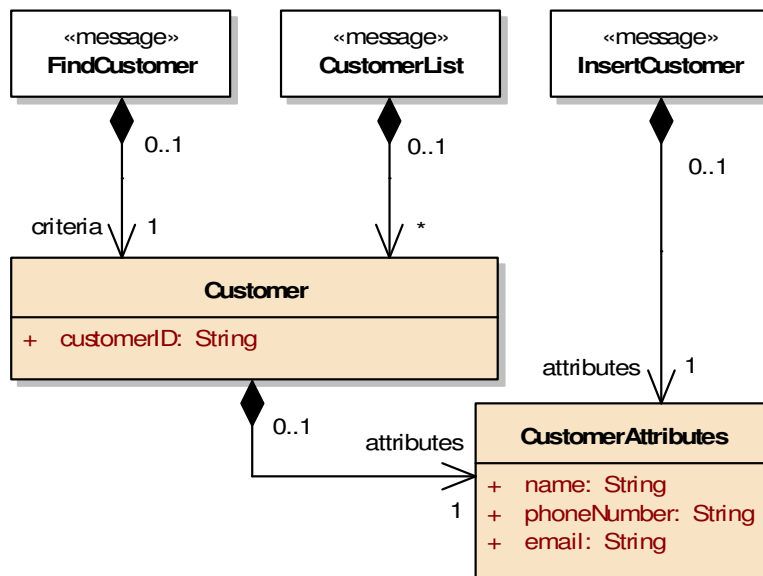 «message»
FindCustomer
«message»
CustomerList
«message»
InsertCustomer
0..1
0..1
0..1
criteria
1
*
Customer
+ customerID: String
attributes
1
0..1
attributes
1
CustomerAttributes
+ name: String
+ phoneNumber: String
+ email: String